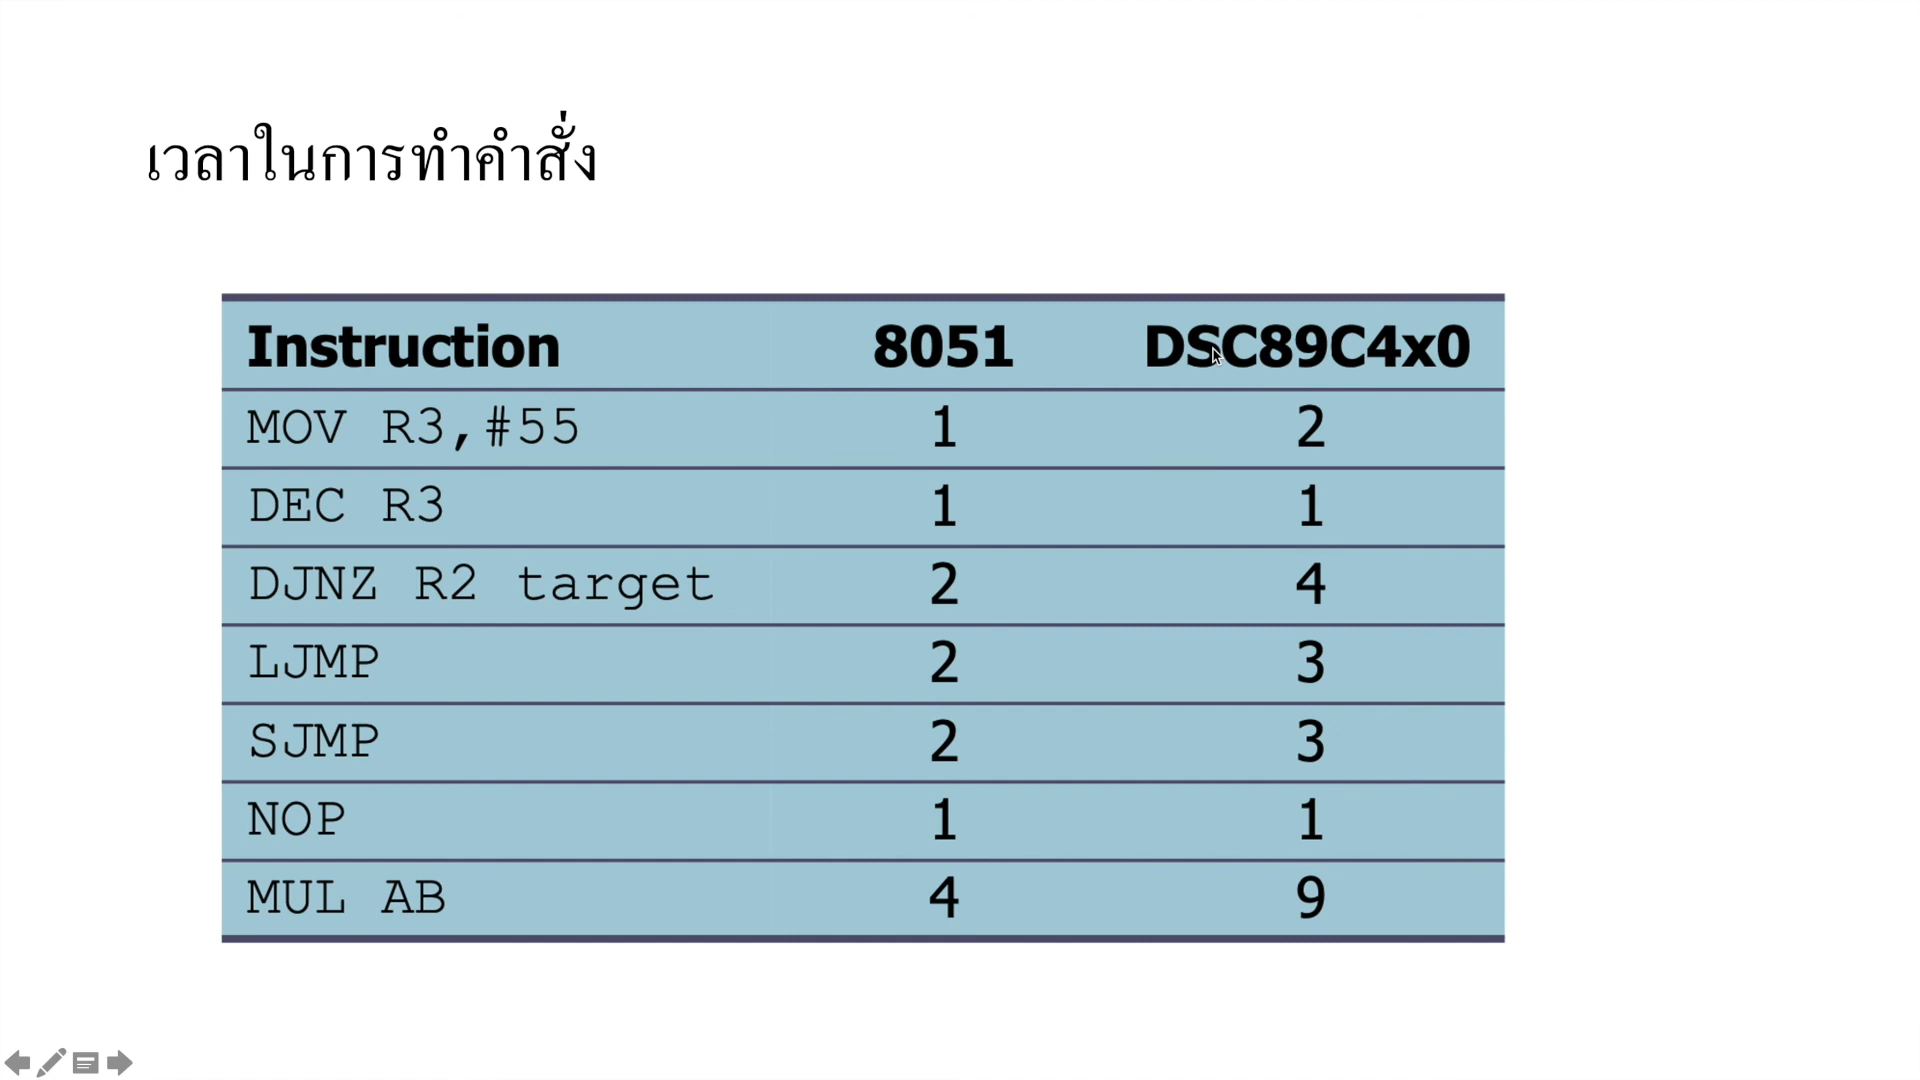 เวลาในการทำคำสั่ง
Instruction 8051 DSC89C4x0
MOV R3,#55 1 2
DEC R3 1 1
DJNZ R2 target 2 4
LJMP 2 3
SJMP 2 3
NOP 1 1
MUL AB 4 9